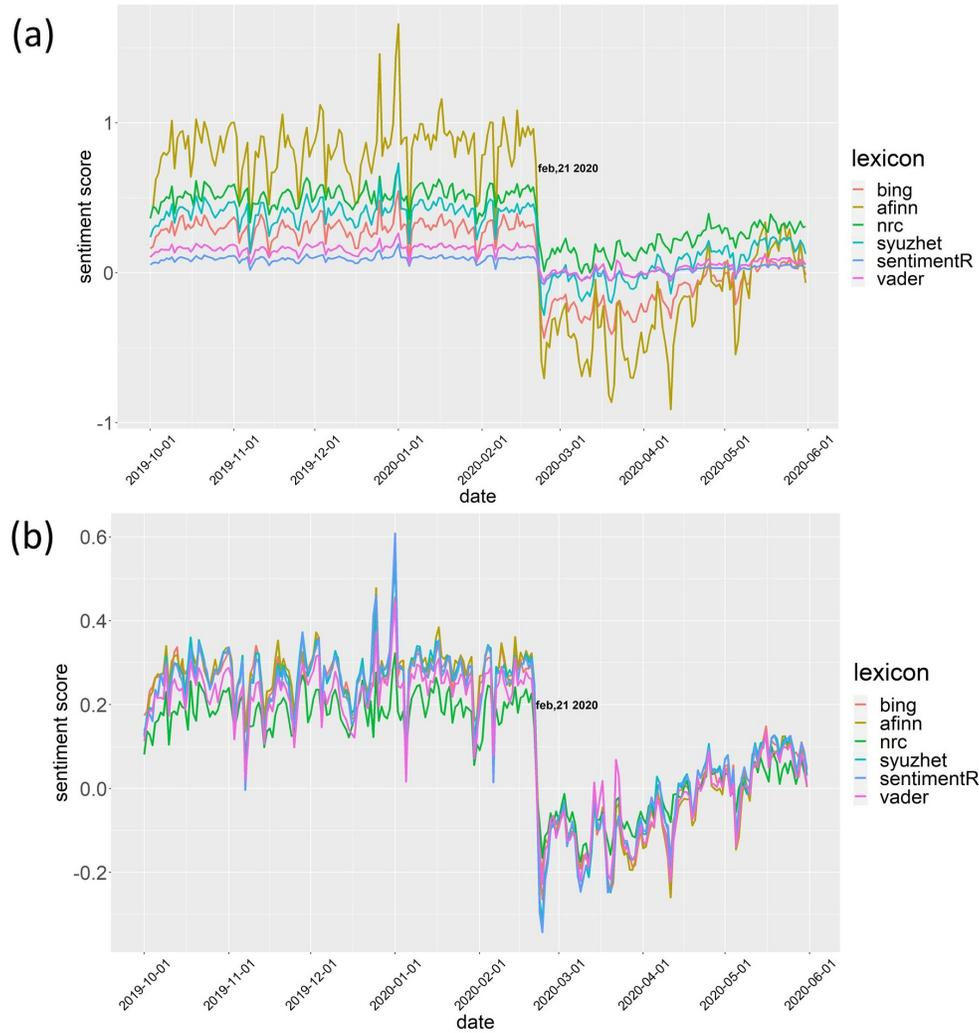 (a)
sentiment score
1
0
-1
feb,21 2020
2019-10-01
2019-11-01
2019-12-01
2020-01-01
2020-02-01
2020-03-01
2020-04-01
2020-05-01
2020-06-01
date
lexicon
bing
afinn
nrc
syuzhet
sentimentR
vader
(b)
sentiment score
0.6
0.4
0.2
0.0
-0.2
feb,21 2020
2019-10-01
2019-11-01
2019-12-01
2020-01-01
2020-02-01
2020-03-01
2020-04-01
2020-05-01
2020-06-01
date
lexicon
bing
afinn
nrc
syuzhet
sentimentR
vader